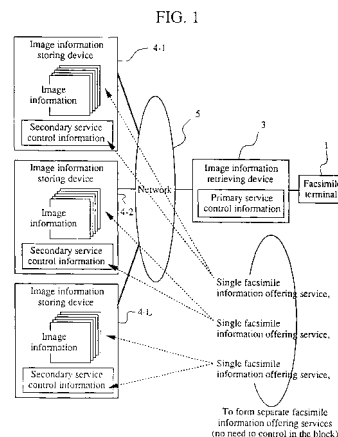 FIG. 1
Image information
storing device
4-1
Image
information
Secondary service
control information
Image information
storing device
4-2
Image
information
Secondary service
control information
Image information
storing device
4-L
Image
information
Secondary service
control information
5
Network
3
Image information
retrieving device
Primary service
control information
1
Facsimile
terminal
Single facsimile
information offering service,
Single facsimile
information offering service,
Single facsimile
information offering service,
To form separate facsimile
information offering services
(no need to control in the block)